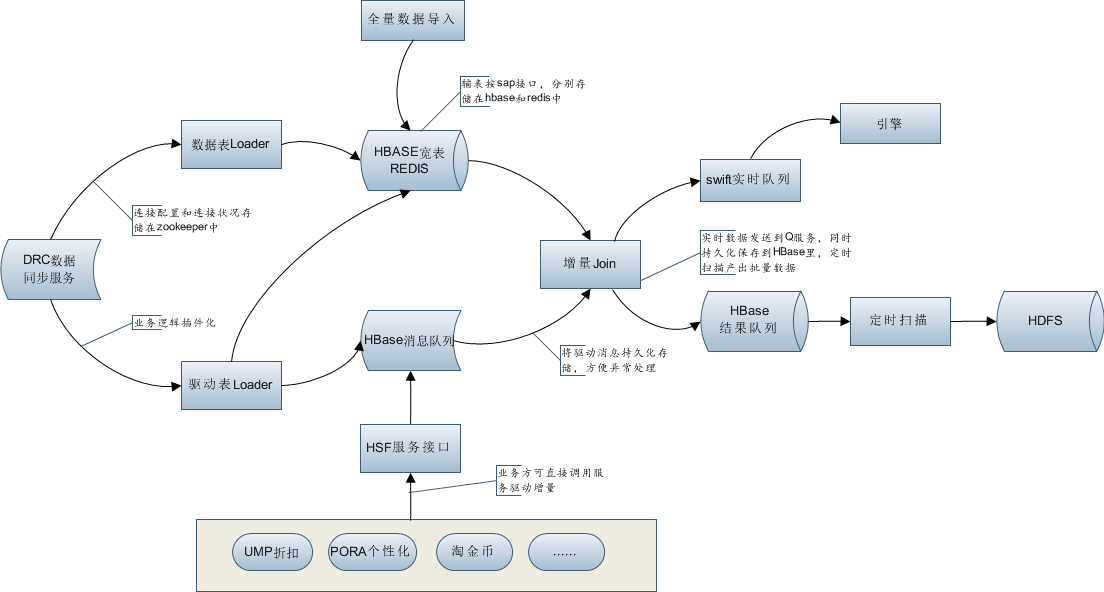 全量数据导入
辅表按sap接口，分别存
储在hbase和redis中
数据表Loader
HBASE宽表
REDIS
引擎
swift实时队列
连接配置和连接状况存
储在zookeeper中
DRC数据
同步服务
增量Join
实时数据发送到Q服务，同时
持久化保存到HBase里，定时
扫描产出批量数据
业务逻辑插件化
HBase消息队列
HBase
结果队列
定时扫描
HDFS
将驱动消息持久化存
储，方便异常处理
驱动表Loader
HSF服务接口
业务方可直接调用服
务驱动增量
UMP折扣
PORA个性化
淘金币
......